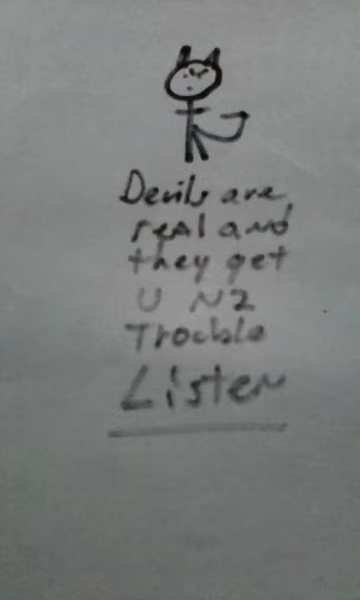 Devils are
real and
they get
U N2
Trouble
Listen